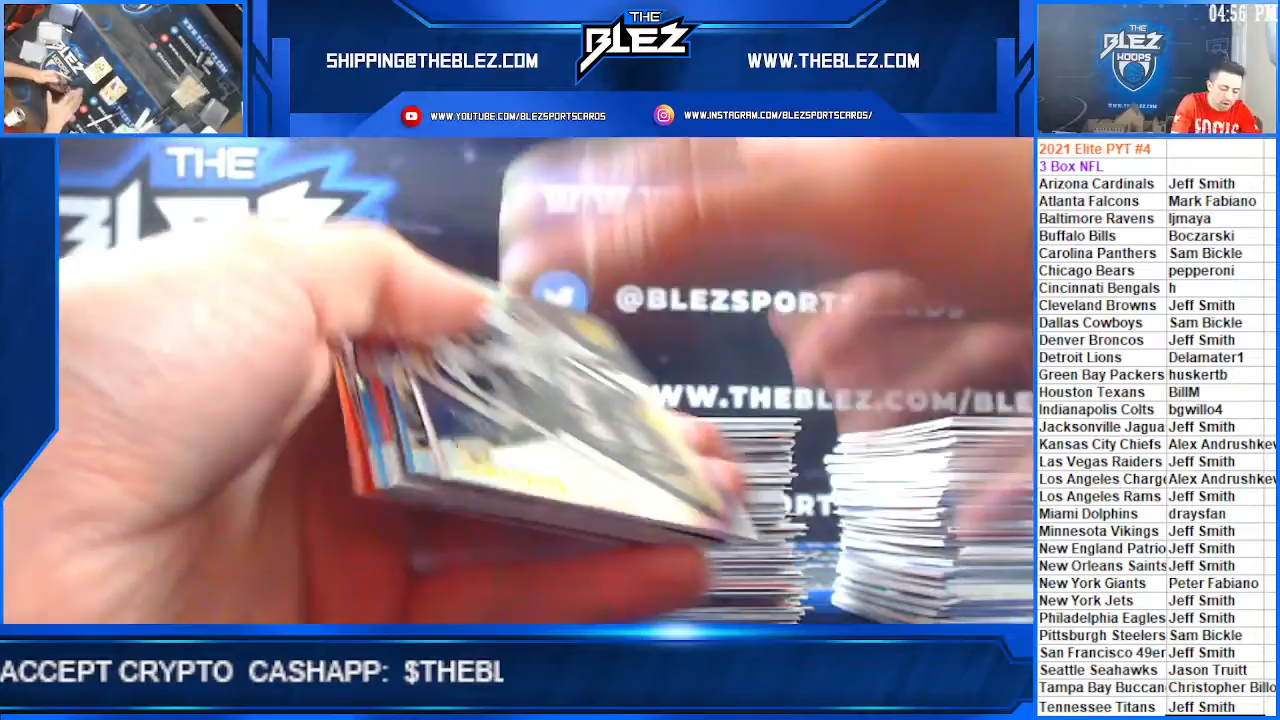 THE
BLEZ
SHIPPING@THEBLEZ.COM
WWW.THEBLEZ.COM
WWW.YOUTUBE.COM/BLEZSPORTSCARDS
WWW.INSTAGRAM.COM/BLEZSPORTSCARDS/
04:56 PM
THE
BLEZ
HOOPS
FOCUS
THE
@BLEZSPORT
WWW.THEBLEZ.COM/BLE
ACCEPT CRYPTO CASHAPP: $THEBL
2021 Elite PYT #4
3 Box NFL
Arizona Cardinals Jeff Smith
Atlanta Falcons Mark Fabiano
Baltimore Ravens ljmaya
Buffalo Bills Boczarski
Carolina Panthers Sam Bickle
Chicago Bears pepperoni
Cincinnati Bengals h
Cleveland Browns Jeff Smith
Dallas Cowboys Sam Bickle
Denver Broncos Jeff Smith
Detroit Lions Delamater1
Green Bay Packers huskertb
Houston Texans BillM
Indianapolis Colts bgwillo4
Jacksonville Jagua Jeff Smith
Kansas City Chiefs Alex Andrushkew
Las Vegas Raiders Jeff Smith
Los Angeles Charge Alex Andrushkew
Los Angeles Rams Jeff Smith
Miami Dolphins draysfan
Minnesota Vikings Jeff Smith
New England Patrio Jeff Smith
New Orleans Saints Jeff Smith
New York Giants Peter Fabiano
New York Jets Jeff Smith
Philadelphia Eagles Jeff Smith
Pittsburgh Steelers Sam Bickle
San Francisco 49er Jeff Smith
Seattle Seahawks Jason Truitt
Tampa Bay Buccan Christopher Billo
Tennessee Titans Jeff Smith